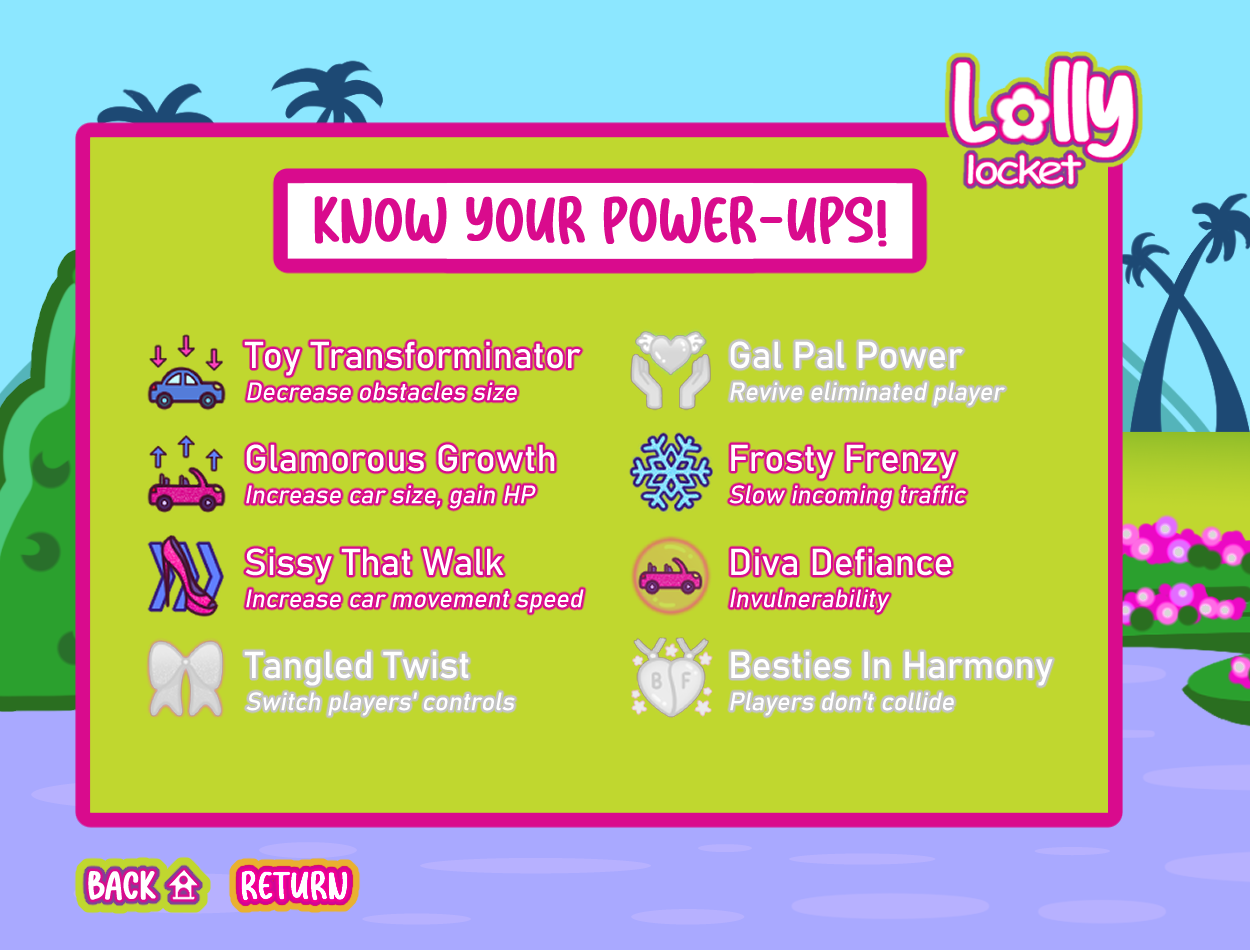 Lolly
locket
KNOW YOUR POWER-UPS!
Toy Transforminator
Decrease obstacles size
Glamorous Growth
Increase car size, gain HP
Sissy That Walk
Increase car movement speed
Tangled Twist
Switch players' controls
Gal Pal Power
Revive eliminated player
Frosty Frenzy
Slow incoming traffic
Diva Defiance
Invulnerability
B F
Besties In Harmony
Players don't collide
BACK
RETURN